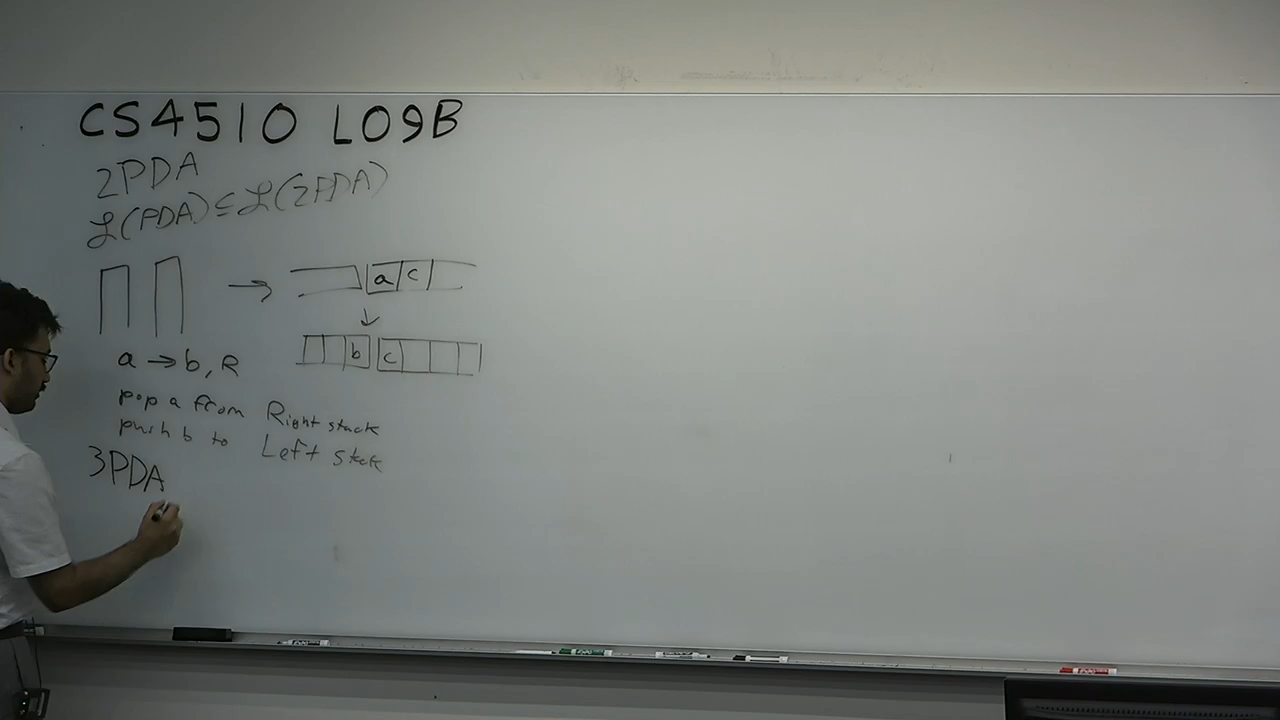 CS4510 L09B
2PDA
ℒ(PDA) ⊆ ℒ(2PDA)
→ a c
↓
b c
a → b, R
pop a from Right stack
push b to Left stack
3PDA